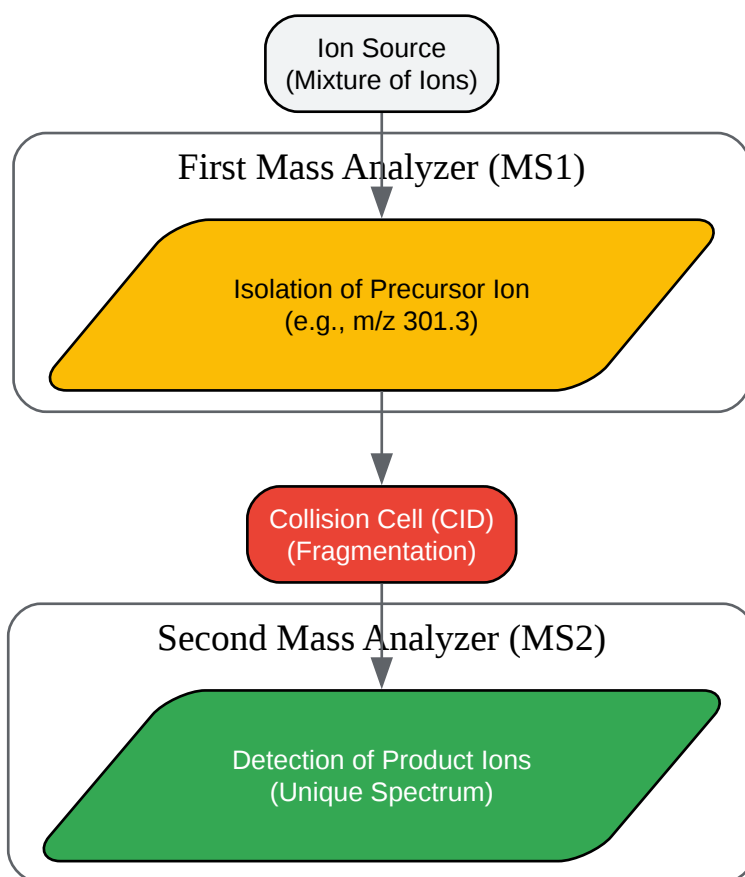 Ion Source
(Mixture of Ions)
First Mass Analyzer (MS1)
Isolation of Precursor Ion
(e.g., m/z 301.3)
Collision Cell (CID)
(Fragmentation)
Second Mass Analyzer (MS2)
Detection of Product Ions
(Unique Spectrum)